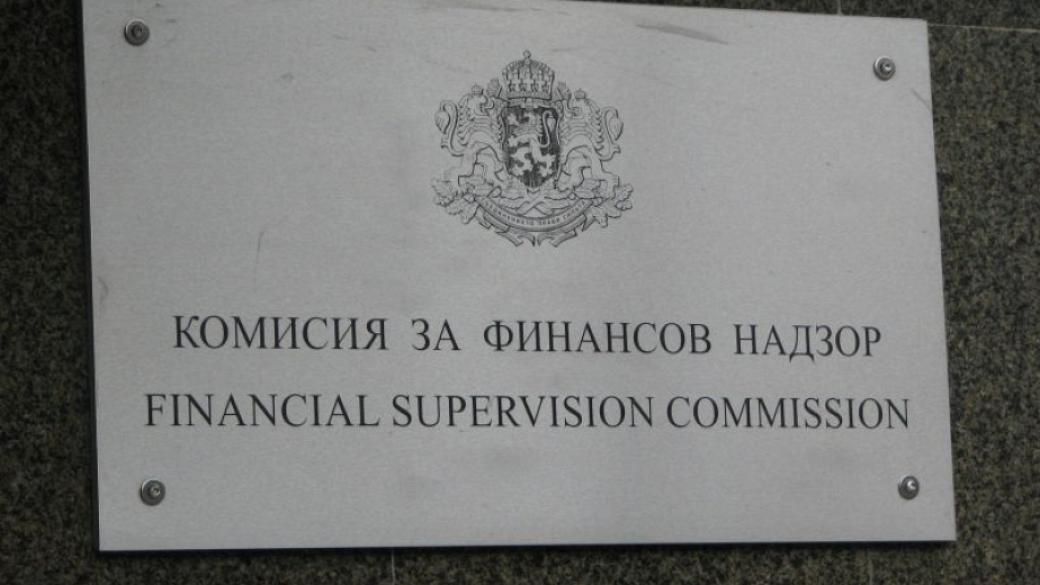 КОМИСИЯ ЗА ФИНАНСОВ НАДЗОР
FINANCIAL SUPERVISION COMMISSION